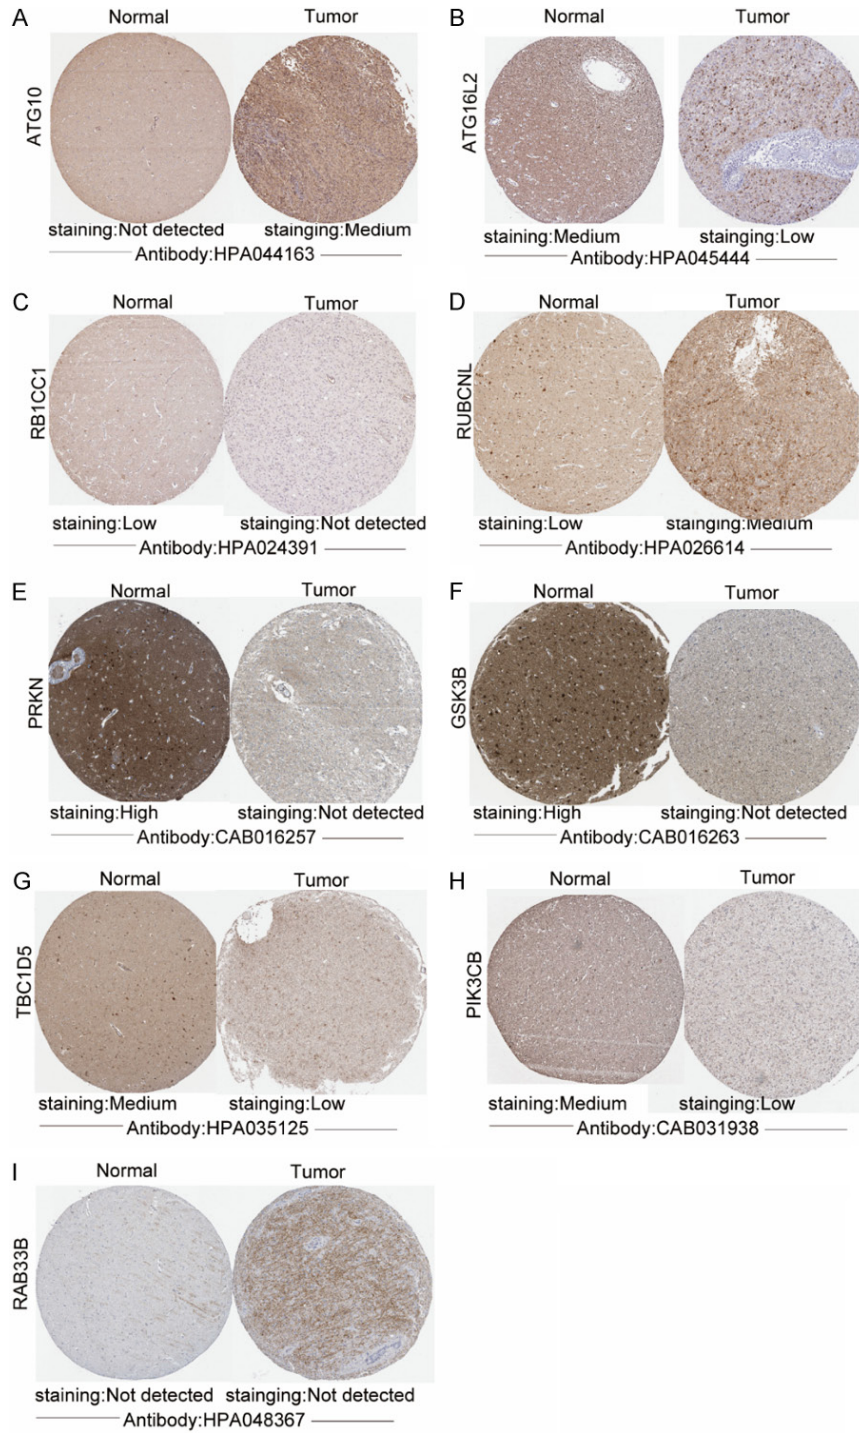 A
Normal
Tumor
ATG10
staining:Not detected
stainging:Medium
Antibody:HPA044163
B
Normal
Tumor
ATG16L2
staining:Medium
stainging:Low
Antibody:HPA045444
C
Normal
Tumor
RB1CC1
staining:Low
stainging:Not detected
Antibody:HPA024391
D
Normal
Tumor
RUBCNL
staining:Low
stainging:Medium
Antibody:HPA026614
E
Normal
Tumor
PRKN
staining:High
stainging:Not detected
Antibody:CAB016257
F
Normal
Tumor
GSK3B
staining:High
stainging:Not detected
Antibody:CAB016263
G
Normal
Tumor
TBC1D5
staining:Medium
stainging:Low
Antibody:HPA035125
H
Normal
Tumor
PIK3CB
staining:Medium
stainging:Low
Antibody:CAB031938
I
Normal
Tumor
RAB33B
staining:Not detected
stainging:Not detected
Antibody:HPA048367